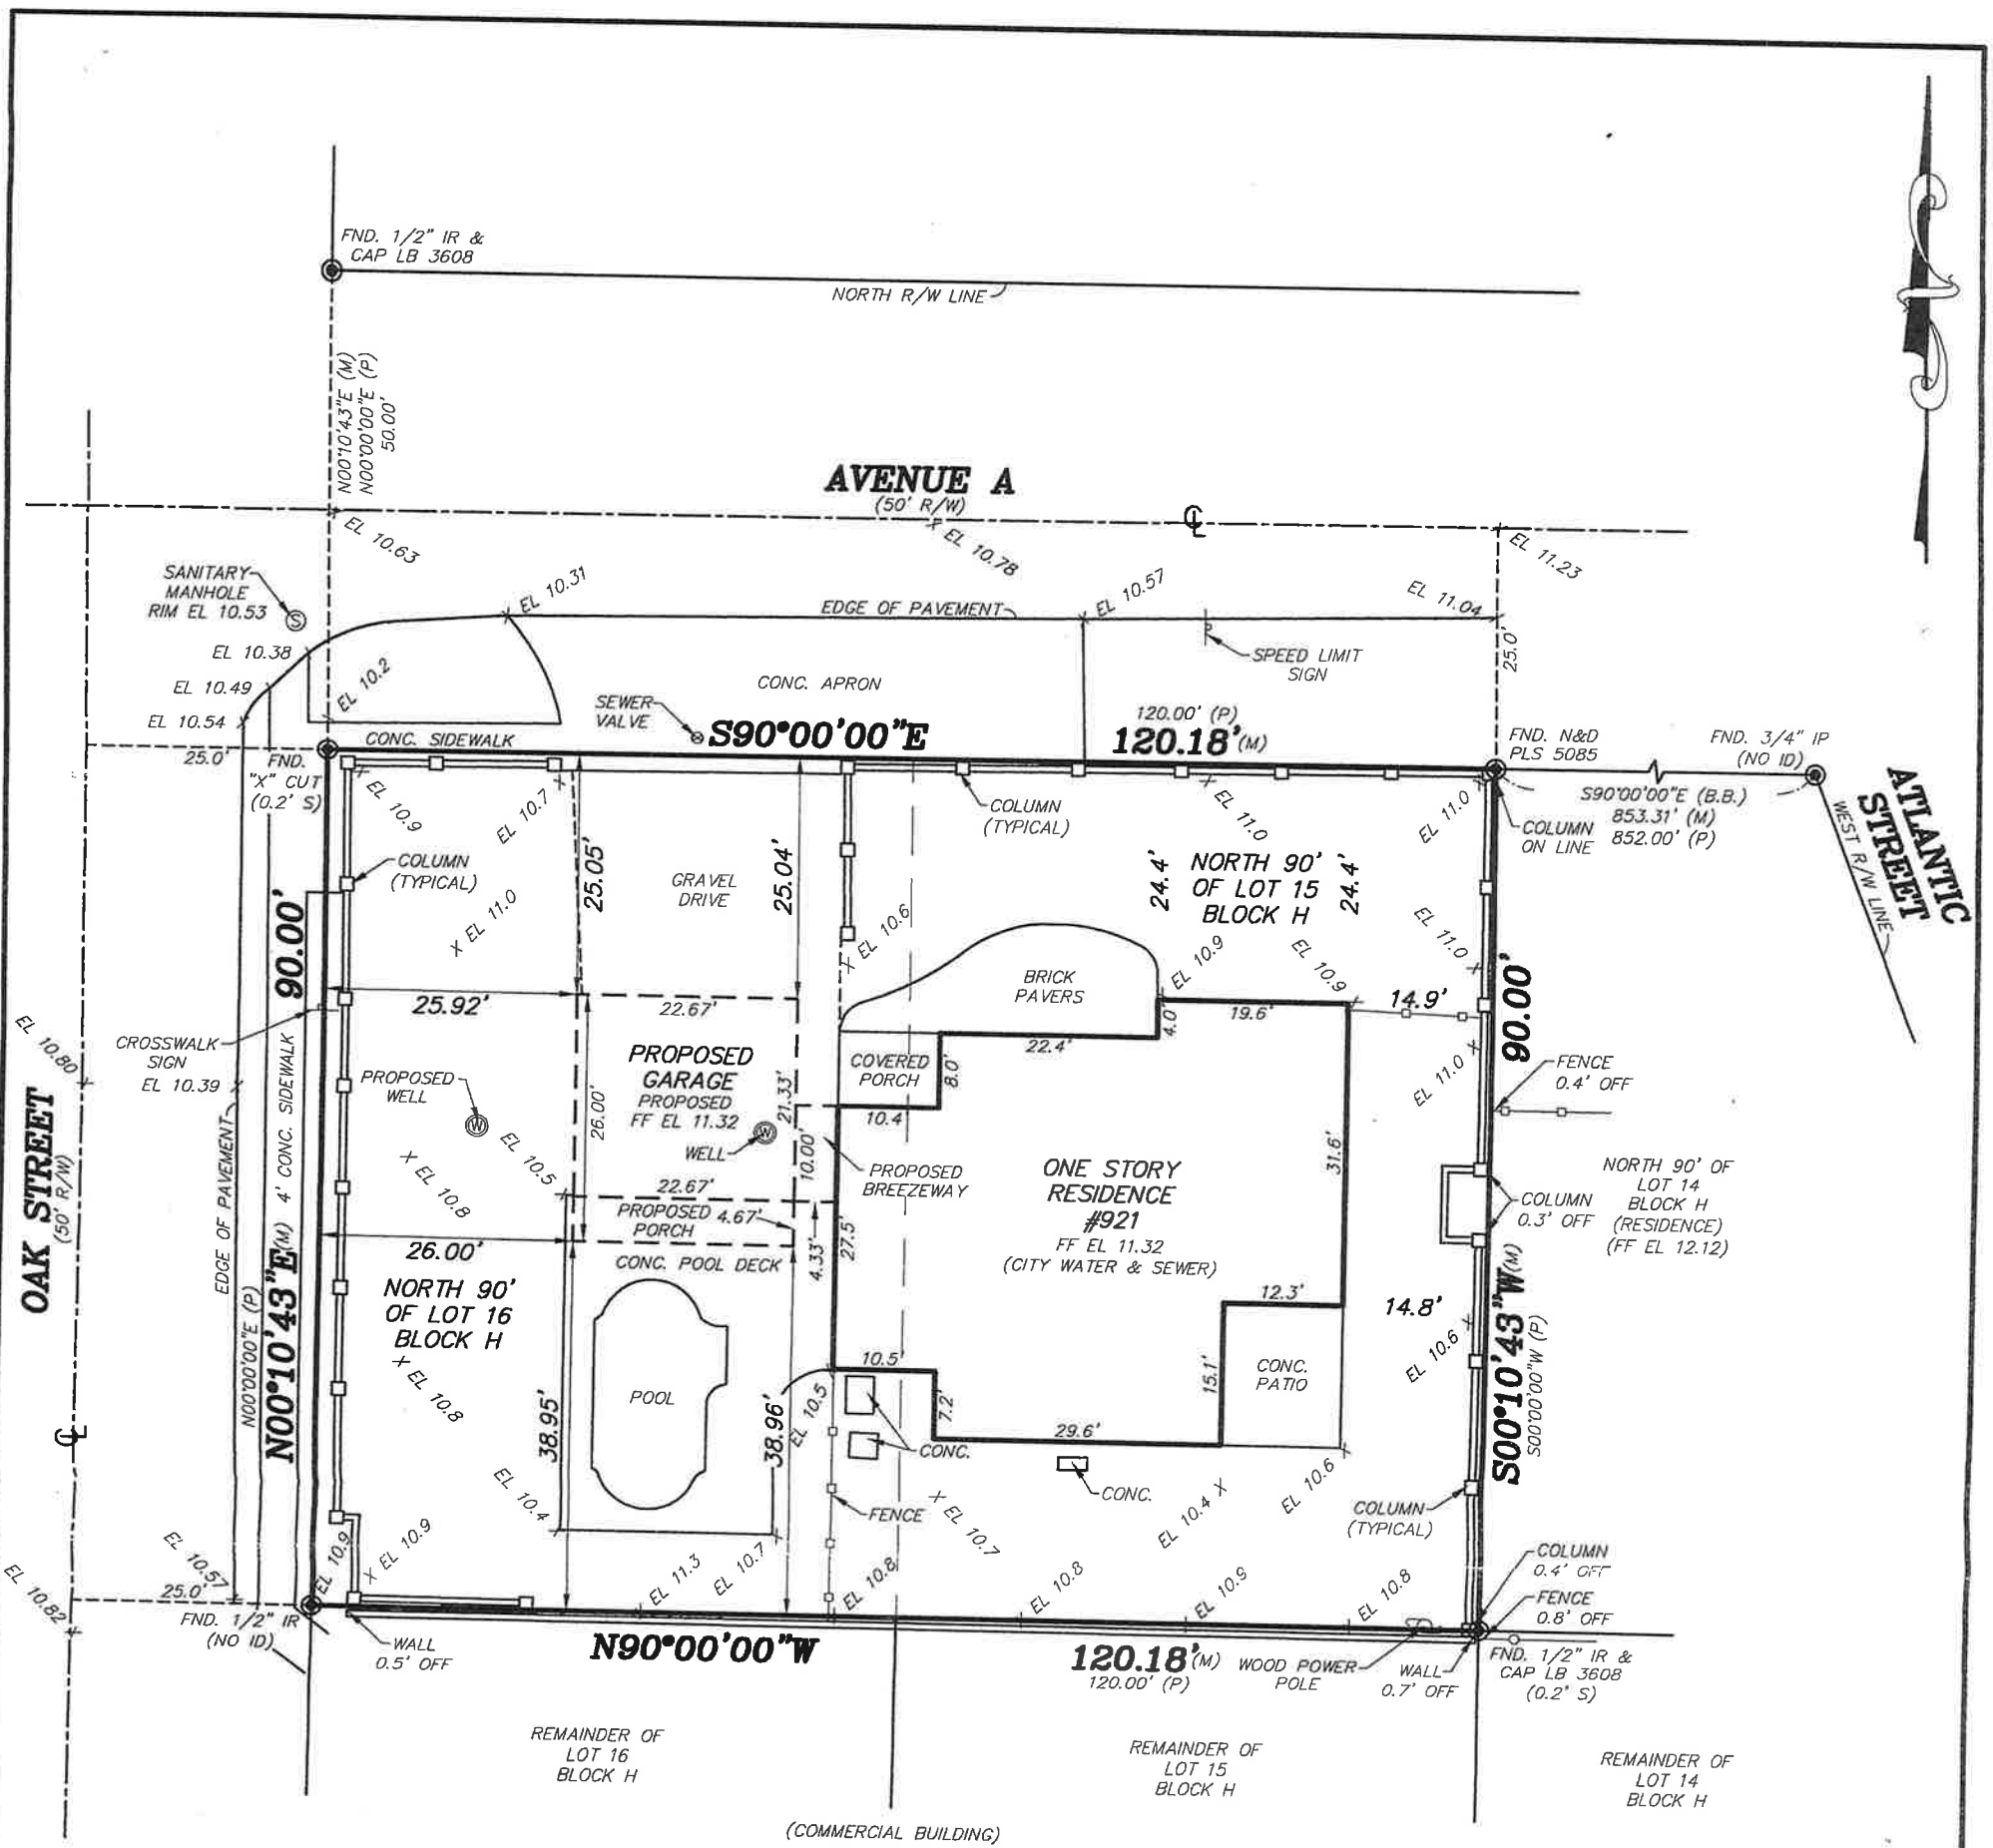 FND. 1/2" IR &
CAP LB 3608
NORTH R/W LINE
N00°10'43"E (M)
N00°00'00"E (P)
50.00'
AVENUE A
(50' R/W)
℄
EL 10.63
EL 10.78
EL 11.23
SANITARY
MANHOLE
RIM EL 10.53
S
EL 10.31
EDGE OF PAVEMENT
EL 10.57
EL 11.04
25.0'
EL 10.38
EL 10.49
EL 10.54
EL 10.2
SPEED LIMIT
SIGN
CONC. APRON
SEWER
VALVE
S90°00'00"E
120.00' (P)
120.18'(M)
FND. N&D
PLS 5085
FND. 3/4" IP
(NO ID)
S90°00'00"E (B.B.)
853.31' (M)
852.00' (P)
ATLANTIC
STREET
WEST R/W LINE
CONC. SIDEWALK
25.0'
FND.
"X" CUT
(0.2' S)
EL 10.9
EL 10.7
COLUMN
(TYPICAL)
EL 11.0
EL 11.0
COLUMN
ON LINE
COLUMN
(TYPICAL)
EL 11.0
25.05'
GRAVEL
DRIVE
25.04'
24.4'
NORTH 90'
OF LOT 15
BLOCK H
24.4'
EL 10.6
EL 10.9
EL 10.9
EL 11.0
BRICK
PAVERS
90.00'
25.92'
22.67'
4.0'
19.6'
14.9'
90.00'
CROSSWALK
SIGN
EL 10.80
EL 10.39
PROPOSED
WELL
W
PROPOSED
GARAGE
PROPOSED
FF EL 11.32
26.00'
21.33'
WELL
W
COVERED
PORCH
8.0'
22.4'
10.4'
EL 11.0
FENCE
0.4' OFF
OAK STREET
(50' R/W)
4' CONC. SIDEWALK
EDGE OF PAVEMENT
EL 10.5
EL 10.8
10.00'
PROPOSED
BREEZEWAY
ONE STORY
RESIDENCE
#921
FF EL 11.32
(CITY WATER & SEWER)
31.6'
NORTH 90' OF
LOT 14
BLOCK H
(RESIDENCE)
(FF EL 12.12)
COLUMN
0.3' OFF
22.67'
PROPOSED
PORCH
4.67'
26.00'
CONC. POOL DECK
4.33'
27.5'
12.3'
14.8'
N00°00'00"E (P)
N00°10'43"E(M)
NORTH 90'
OF LOT 16
BLOCK H
EL 10.8
POOL
38.95'
38.96'
10.5'
EL 10.5
7.2'
CONC.
15.1'
CONC.
PATIO
EL 10.6
S00°10'43"W(M)
S00°00'00"W (P)
℄
29.6'
CONC.
EL 10.6
EL 10.4
EL 10.4
FENCE
EL 10.7
COLUMN
(TYPICAL)
EL 10.57
EL 10.82
25.0'
FND. 1/2" IR
(NO ID)
EL 10.9
EL 10.9
WALL
0.5' OFF
EL 11.3
EL 10.7
EL 10.8
EL 10.8
EL 10.9
EL 10.8
COLUMN
0.4' OFF
FENCE
0.8' OFF
N90°00'00"W
120.18'(M)
120.00' (P)
WOOD POWER
POLE
WALL
0.7' OFF
FND. 1/2" IR &
CAP LB 3608
(0.2' S)
REMAINDER OF
LOT 16
BLOCK H
REMAINDER OF
LOT 15
BLOCK H
REMAINDER OF
LOT 14
BLOCK H
(COMMERCIAL BUILDING)